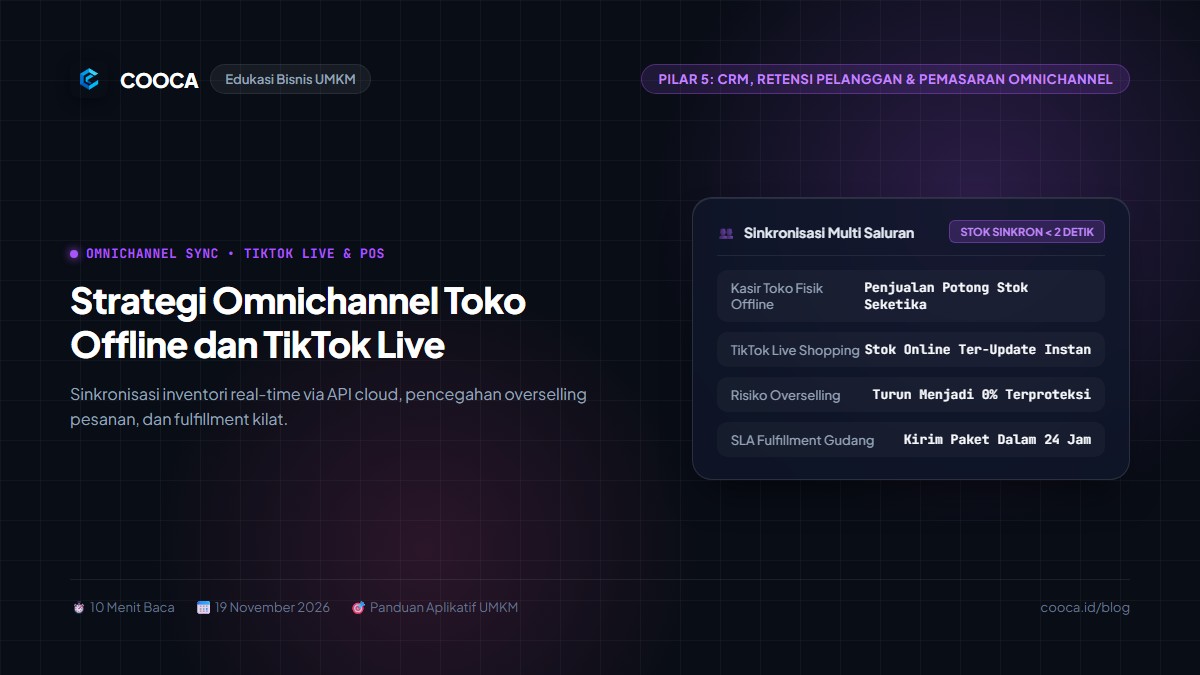 COOCA
Edukasi Bisnis UMKM
PILAR 5: CRM, RETENSI PELANGGAN & PEMASARAN OMNICHANNEL
OMNICHANNEL SYNC • TIKTOK LIVE & POS
Strategi Omnichannel Toko
Offline dan TikTok Live
Sinkronisasi inventori real-time via API cloud, pencegahan overselling
pesanan, dan fulfillment kilat.
Sinkronisasi Multi Saluran
STOK SINKRON < 2 DETIK
Kasir Toko Fisik
Offline
Penjualan Potong Stok
Seketika
TikTok Live Shopping Stok Online Ter-Update Instan
Risiko Overselling Turun Menjadi 0% Terproteksi
SLA Fulfillment Gudang Kirim Paket Dalam 24 Jam
10 Menit Baca
19 November 2026
Panduan Aplikatif UMKM
cooca.id/blog